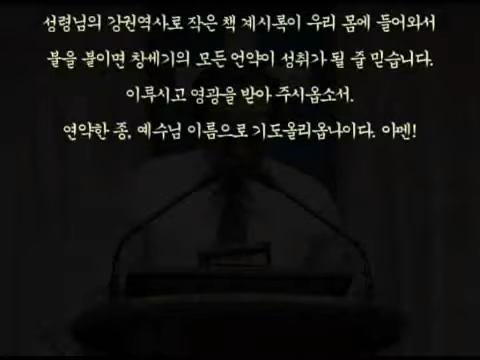 성령님의 강권역사로 작은 책 계시록이 우리 몸에 들어와서
불을 붙이면 창세기의 모든 언약이 성취가 될 줄 믿습니다.
이루시고 영광을 받아 주시옵소서.
연약한 종, 예수님 이름으로 기도올리옵나이다. 아멘!